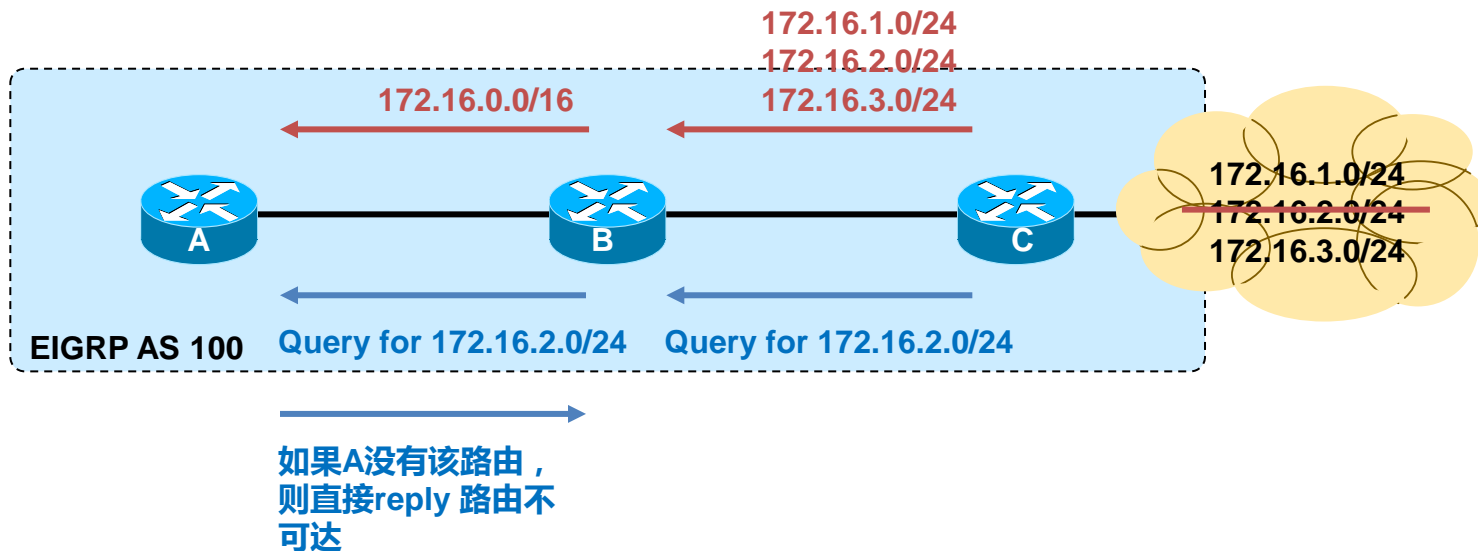 172.16.1.0/24
172.16.2.0/24
172.16.0.0/16
172.16.3.0/24
172.16.1.0/24
172.16.2.0/24
172.16.3.0/24
A
B
C
EIGRP AS 100
Query for 172.16.2.0/24
Query for 172.16.2.0/24
如果A没有该路由，
则直接reply 路由不
可达